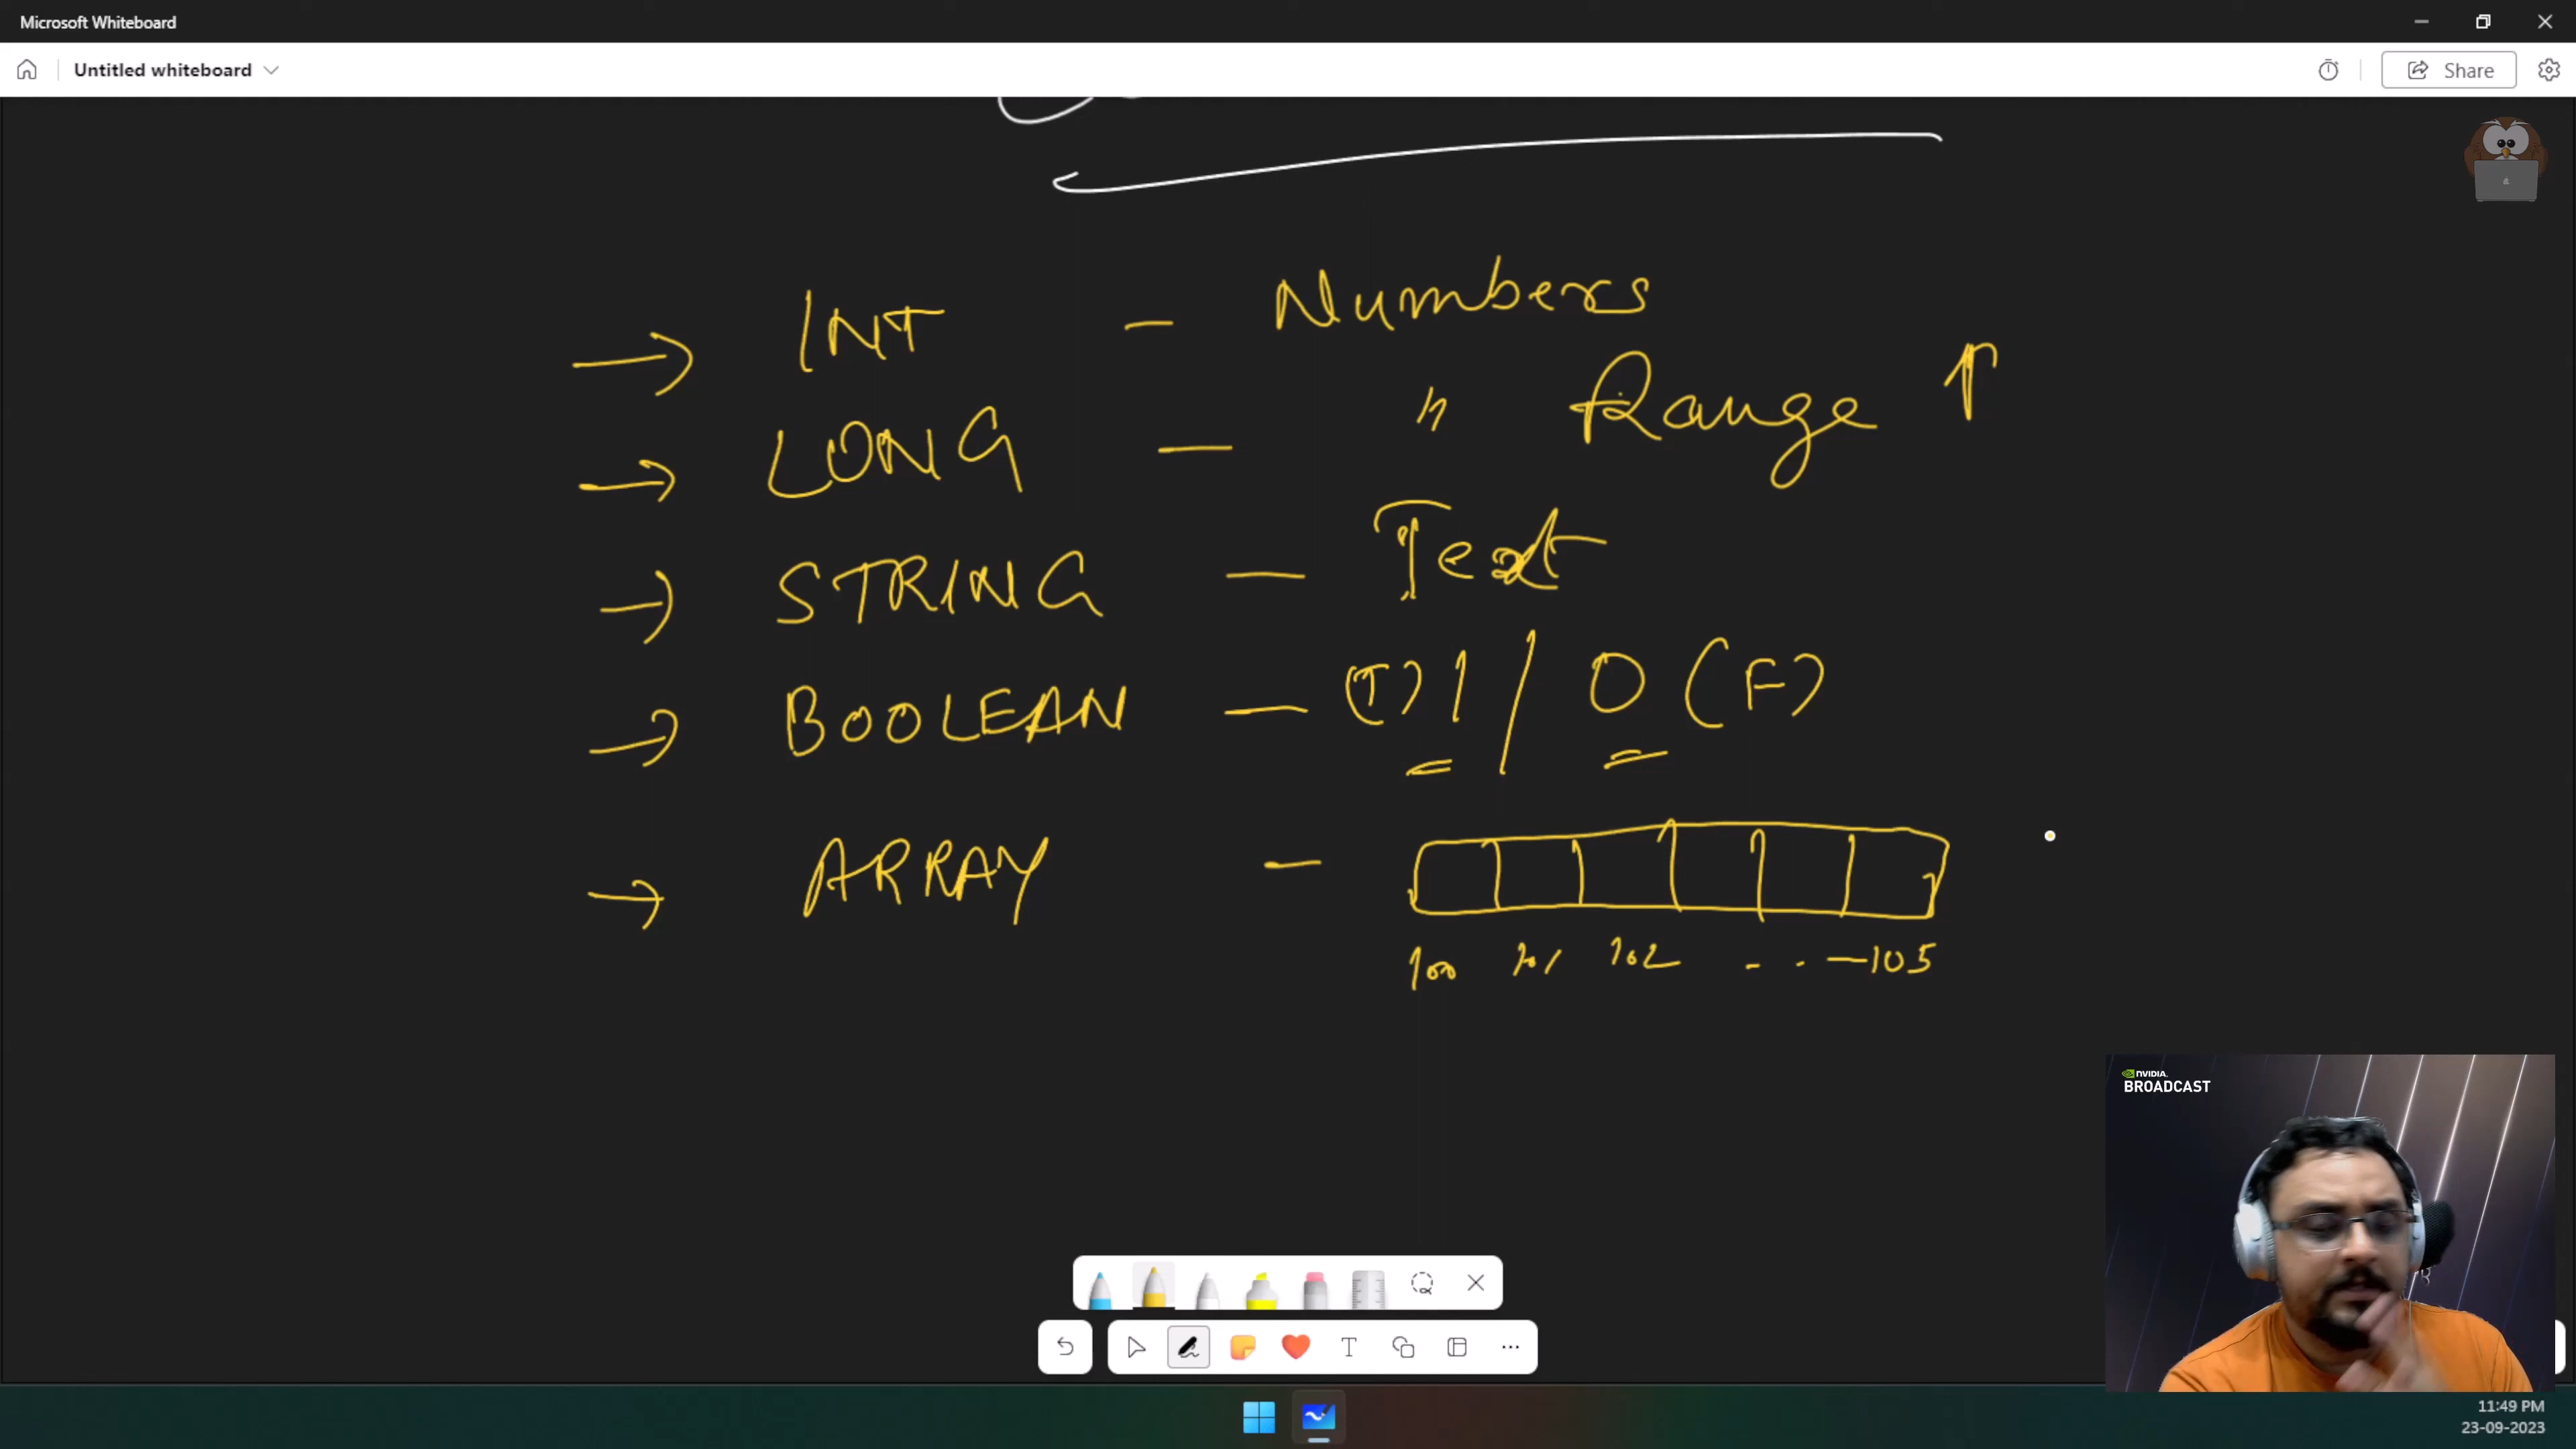 Microsoft Whiteboard
Untitled whiteboard
Share
→ INT - Numbers
→ LONG - " Range ↑
→ STRING - Text
→ BOOLEAN - (T) 1 / 0 (F)
→ ARRAY -
100 101 102 - . . —105
NVIDIA.
BROADCAST
T
11:49 PM
23-09-2023